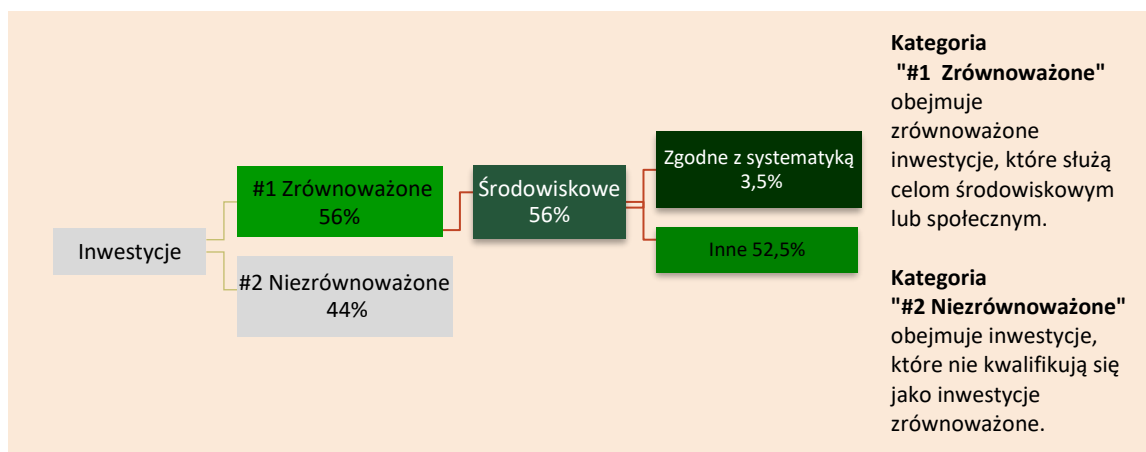 Inwestycje
#1 Zrównoważone
56%
#2 Niezrównoważone
44%
Środowiskowe
56%
Zgodne z systematyką
3,5%
Inne 52,5%
Kategoria
"#1 Zrównoważone"
obejmuje
zrównoważone
inwestycje, które służą
celom środowiskowym
lub społecznym.
Kategoria
"#2 Niezrównoważone"
obejmuje inwestycje,
które nie kwalifikują się
jako inwestycje
zrównoważone.